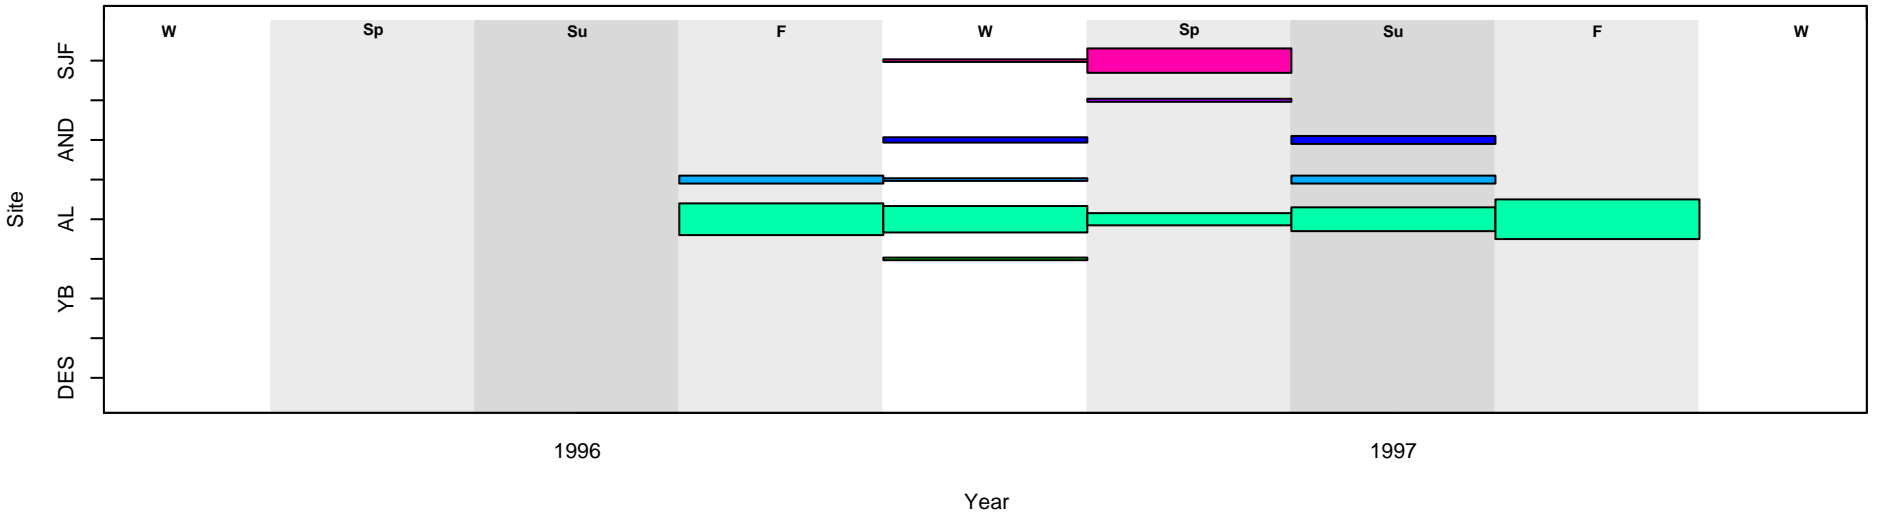 W Sp Su F W Sp Su F W
SJF
AND
AL
YB
DES
Site
1996 1997
Year